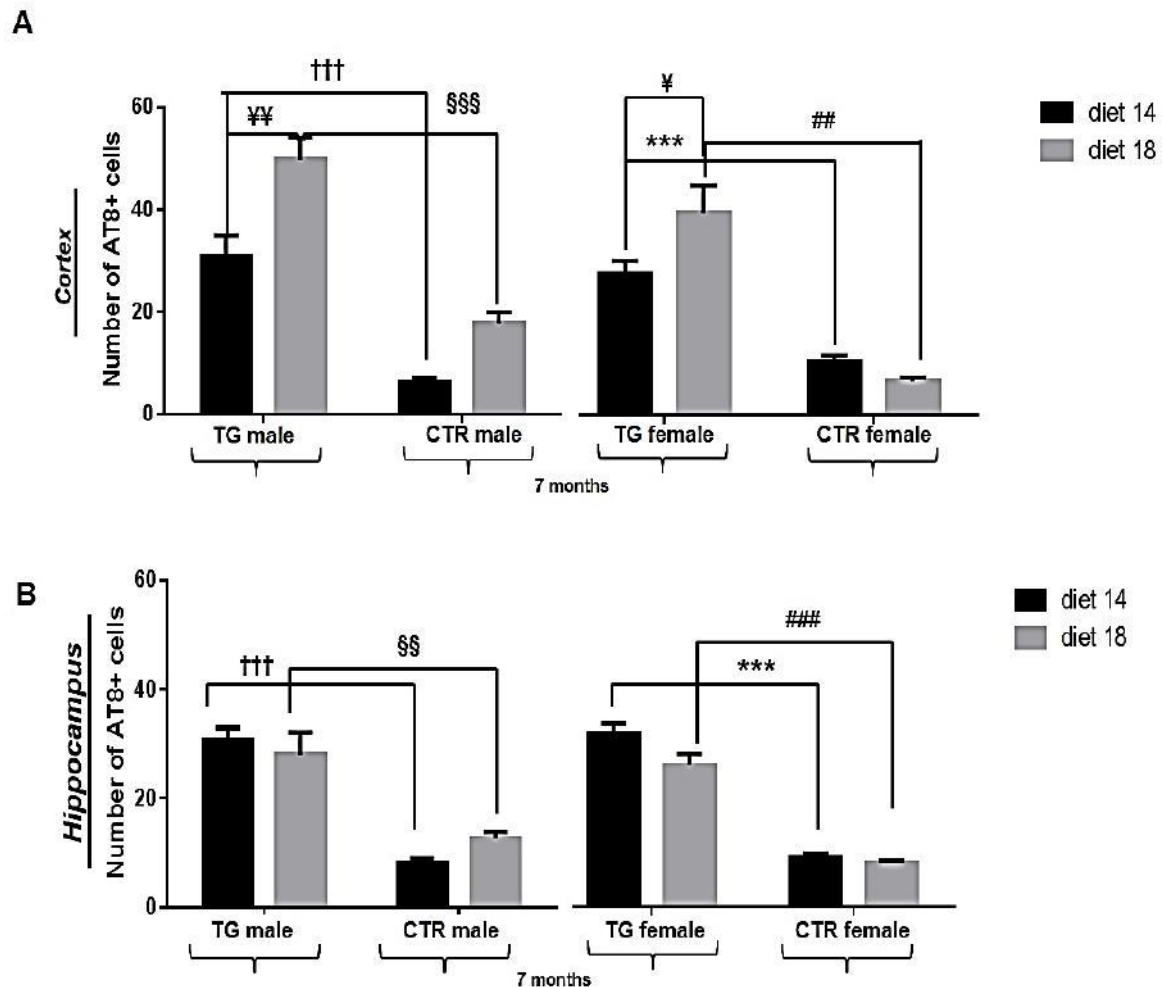 A
†††
¥¥
§§§
¥
***
##
diet 14
diet 18
Cortex
Number of AT8+ cells
60
40
20
0
TG male
CTR male
TG female
CTR female
7 months
B
†††
§§
***
###
diet 14
diet 18
Hippocampus
Number of AT8+ cells
60
40
20
0
TG male
CTR male
TG female
CTR female
7 months